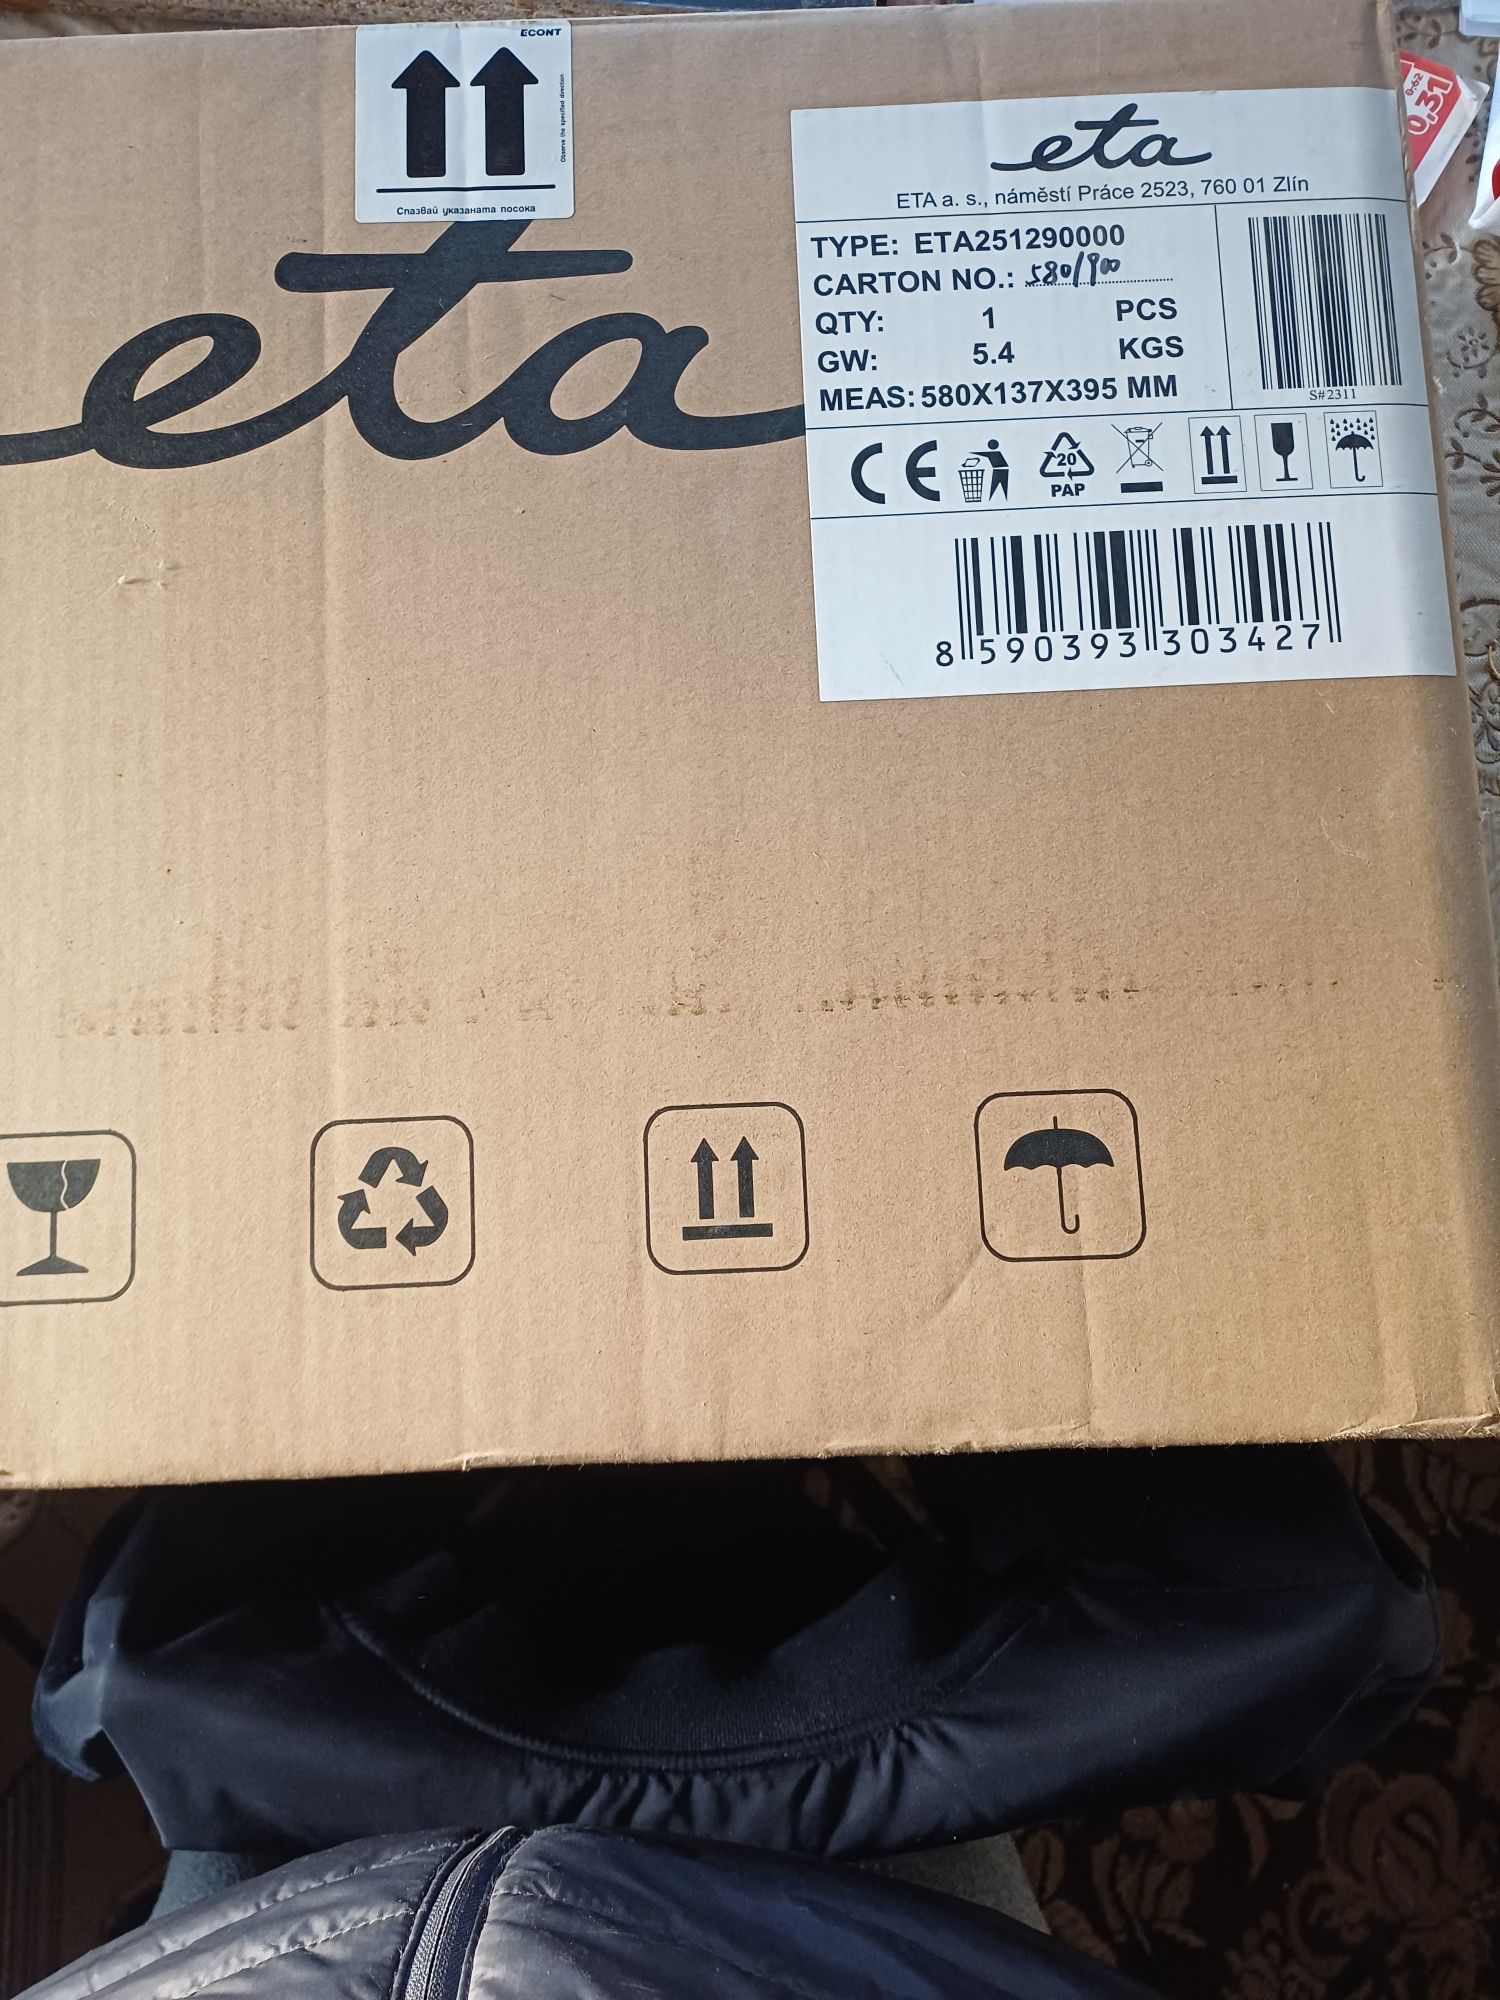 ECONT
Observe the specified direction
Спазвай указаната посока
eta
eta
ETA a. s., náměstí Práce 2523, 760 01 Zlín
TYPE: ETA251290000
CARTON NO.: 580/900
QTY: 1 PCS
GW: 5.4 KGS
MEAS: 580X137X395 MM
S#2311
CE
20
PAP
8 590393 303427
0,62
0,31